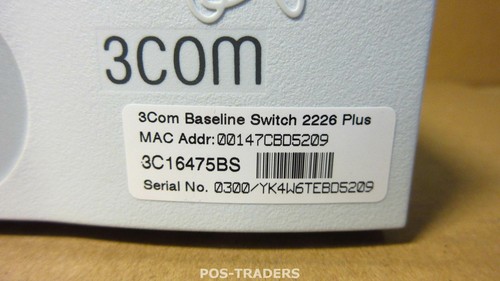 3COM
3Com Baseline Switch 2226 Plus
MAC Addr: 00147CBD5209
3C16475BS
Serial No. 0300/YK4W6TEBD5209
POS-TRADERS